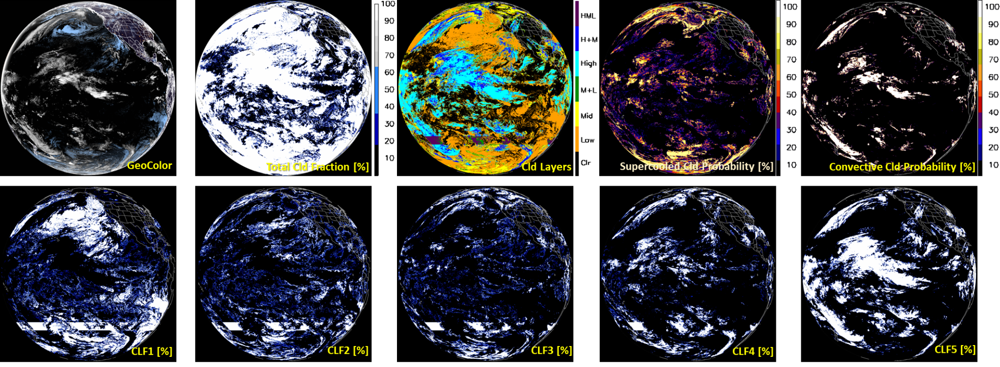 100
90
80
70
60
50
40
30
20
10
HML
H+M
High
M+L
Mid
Low
Clr
100
90
80
70
60
50
40
30
20
10
100
90
80
70
60
50
40
30
20
10
GeoColor
Total Cld Fraction [%]
Cld Layers
Supercooled Cld Probability [%]
Convective Cld Probability [%]
CLF1 [%]
CLF2 [%]
CLF3 [%]
CLF4 [%]
CLF5 [%]